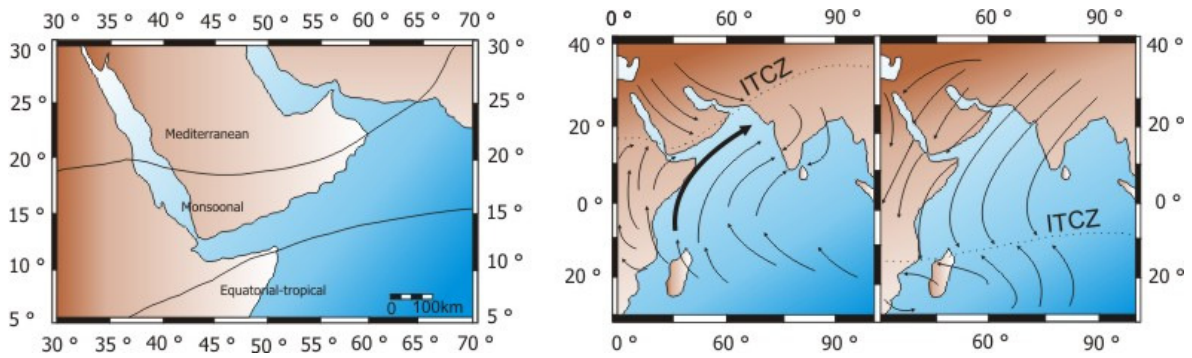 30 ° 35 ° 40 ° 45 ° 50 ° 55 ° 60 ° 65 ° 70 °
30 ° 30 °
25 ° 25 °
Mediterranean
20 ° 20 °
Monsoonal
15 ° 15 °
10 ° 10 °
Equatorial-tropical
0 100km
5 ° 5 °
30 ° 35 ° 40 ° 45 ° 50 ° 55 ° 60 ° 65 ° 70 °
0 ° 60 ° 90 ° 60 ° 90 °
40 ° 40 °
ITCZ
20 ° 20 °
0 ° 0 °
ITCZ
20 ° 20 °
60 ° 90 ° 60 ° 90 °